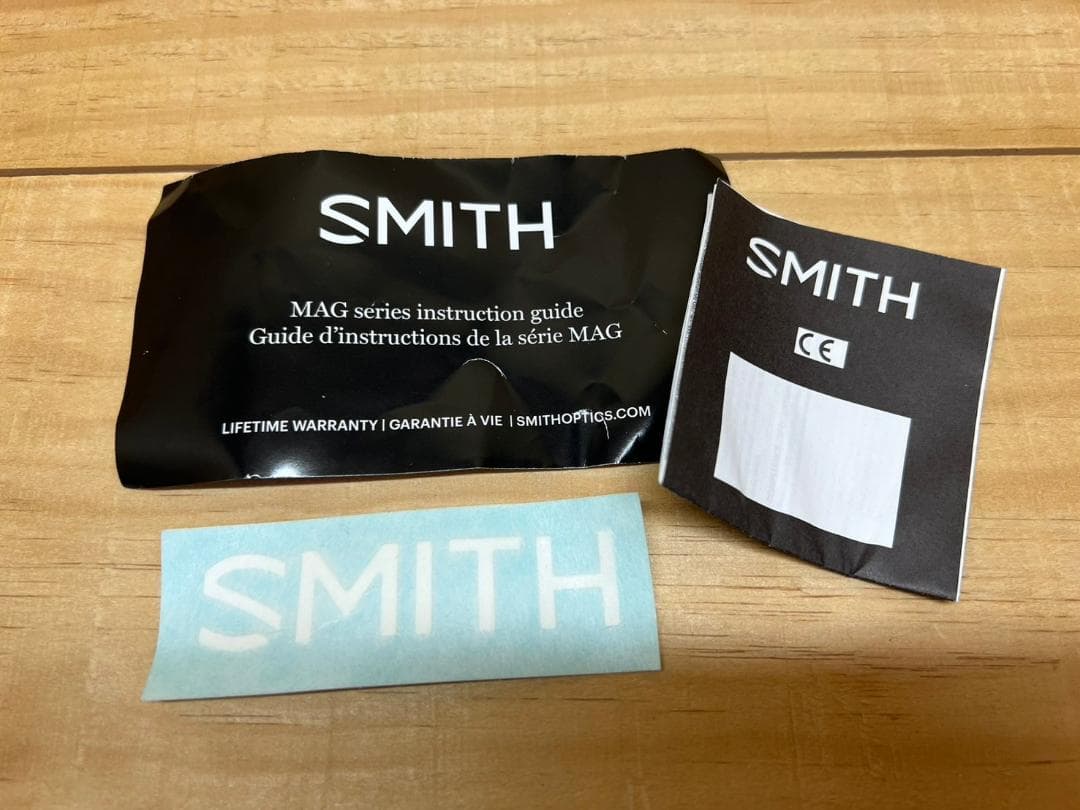 SMITH
MAG series instruction guide
Guide d'instructions de la série MAG
LIFETIME WARRANTY | GARANTIE À VIE | SMITHOPTICS.COM
SMITH
CE
SMITH